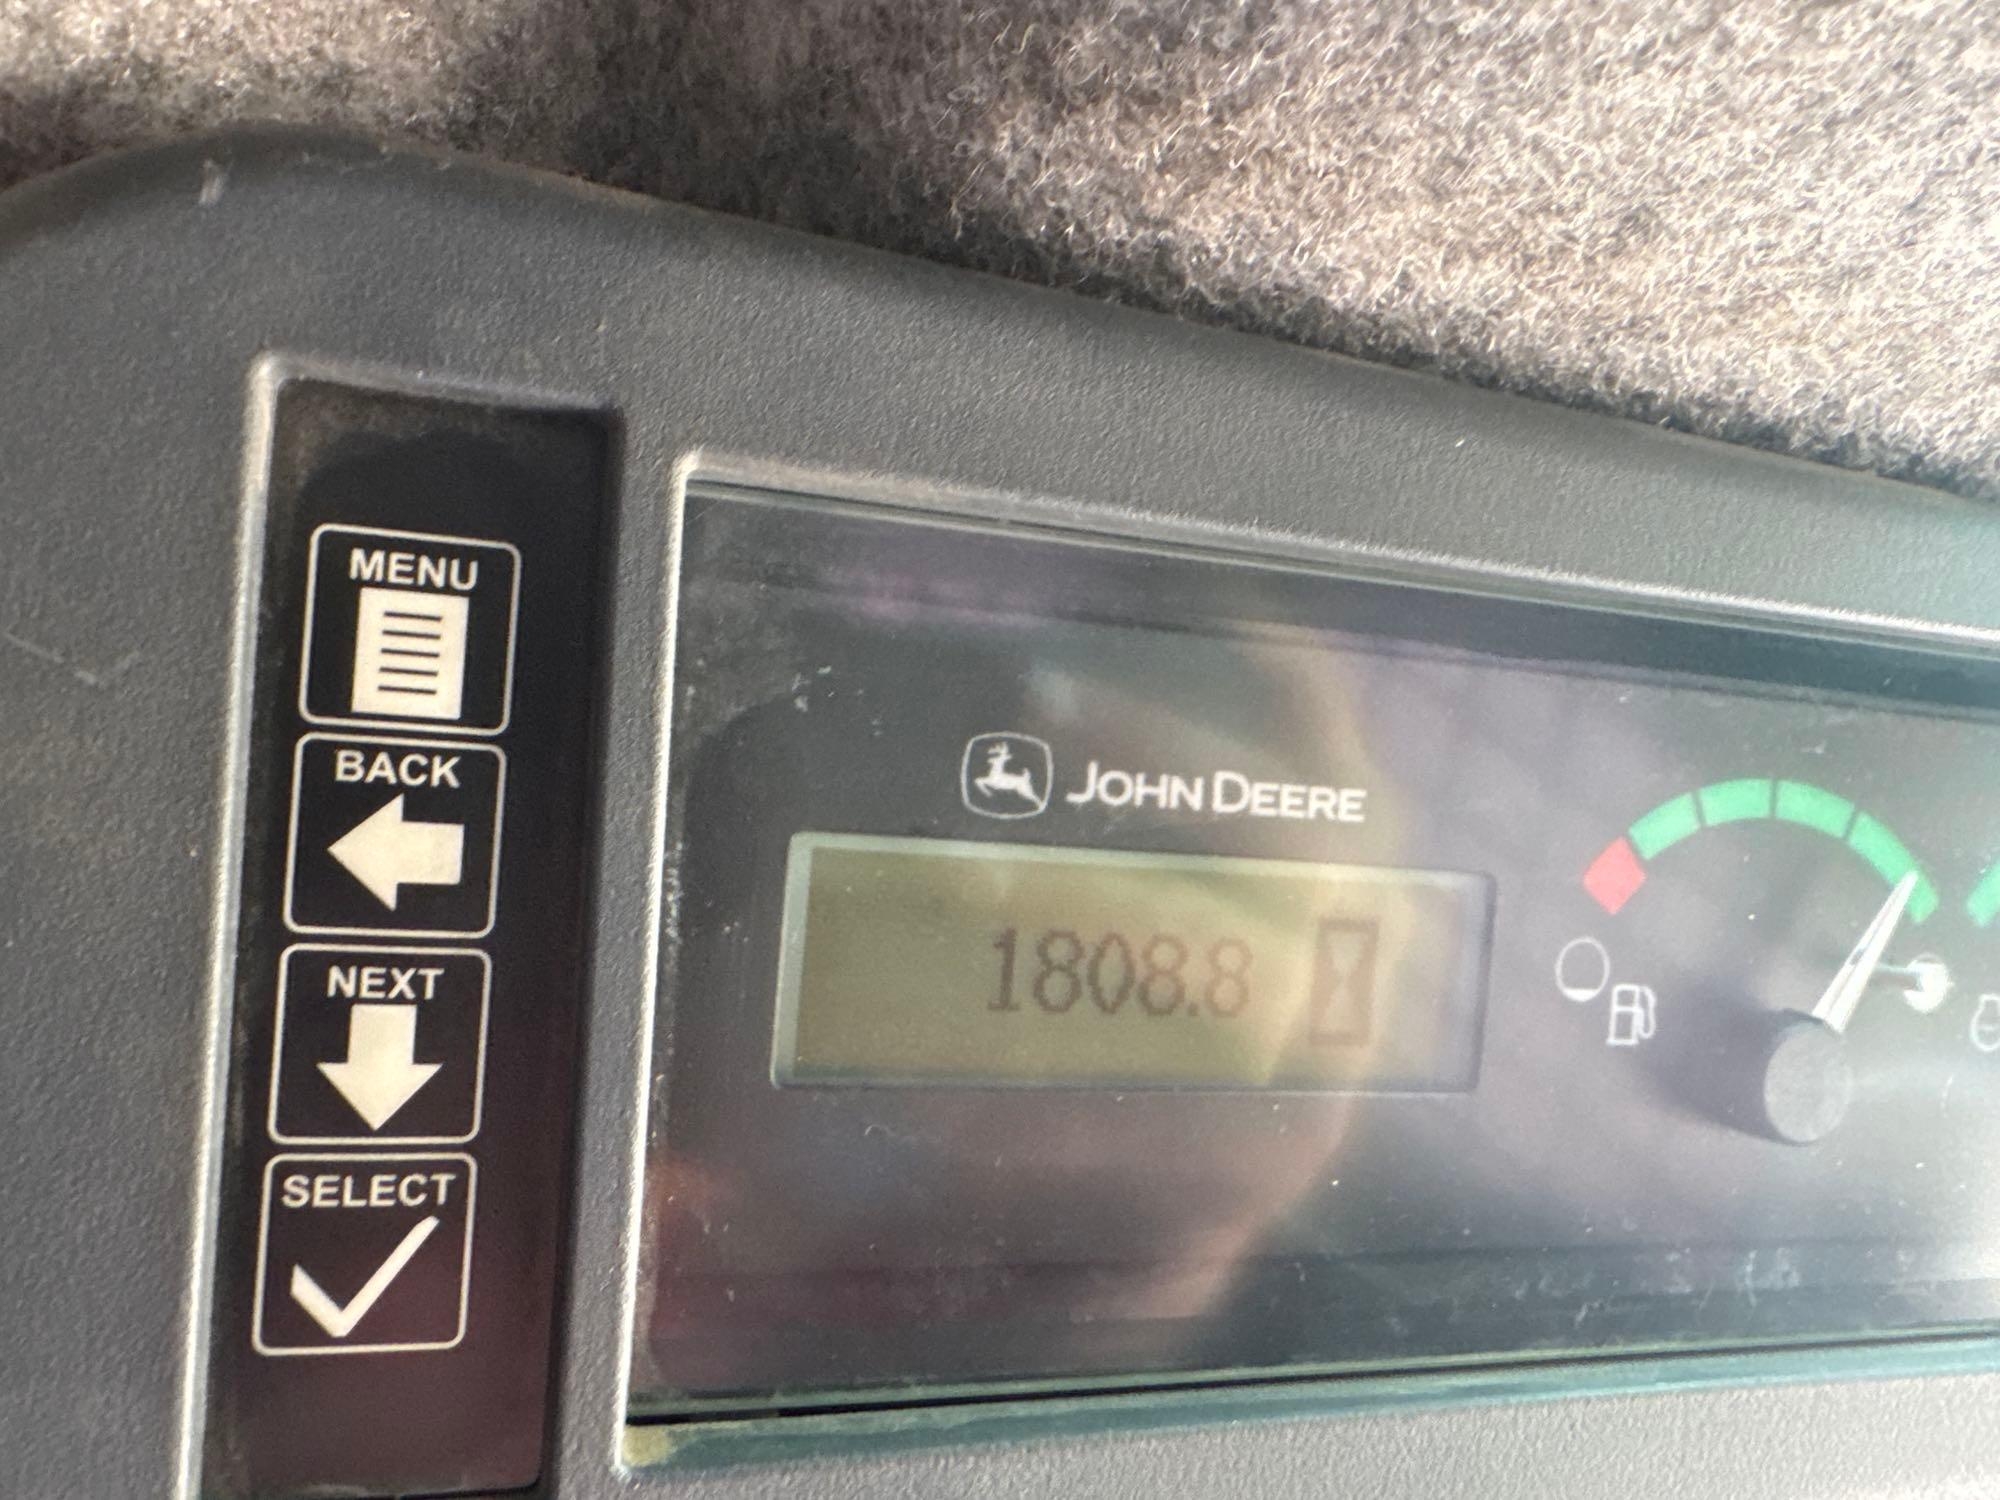 MENU
BACK
NEXT
SELECT
JOHN DEERE
1808.8